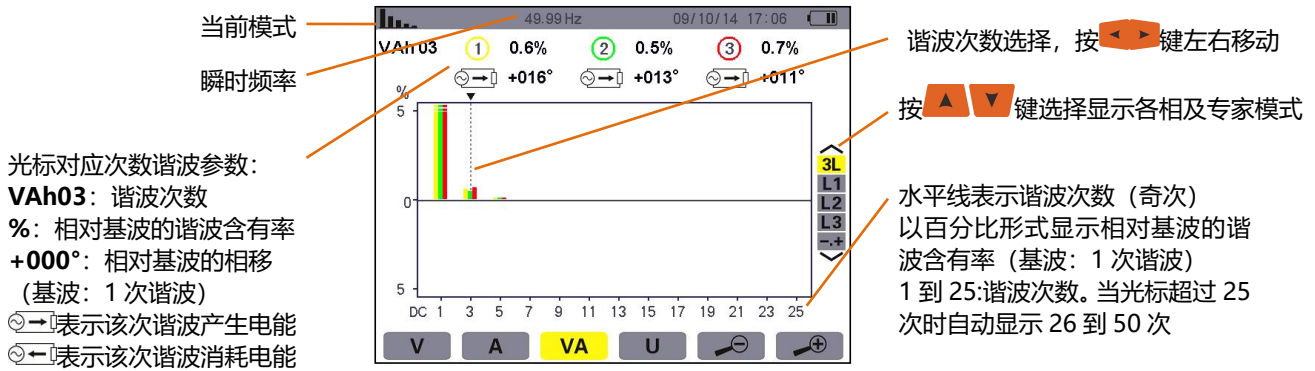 当前模式
瞬时频率
光标对应次数谐波参数：
VAh03：谐波次数
%：相对基波的谐波含有率
+000°：相对基波的相移
（基波：1 次谐波）
表示该次谐波产生电能
表示该次谐波消耗电能
49.99 Hz 09/10/14 17:06
VAh03 1 0.6% 2 0.5% 3 0.7%
+016° +013° +011°
%
5
0
5
DC 1 3 5 7 9 11 13 15 17 19 21 23 25
3L
L1
L2
L3
-.+
V A VA U
谐波次数选择，按 键左右移动
按 键选择显示各相及专家模式
水平线表示谐波次数（奇次）
以百分比形式显示相对基波的谐
波含有率（基波：1 次谐波）
1 到 25:谐波次数。当光标超过 25
次时自动显示 26 到 50 次